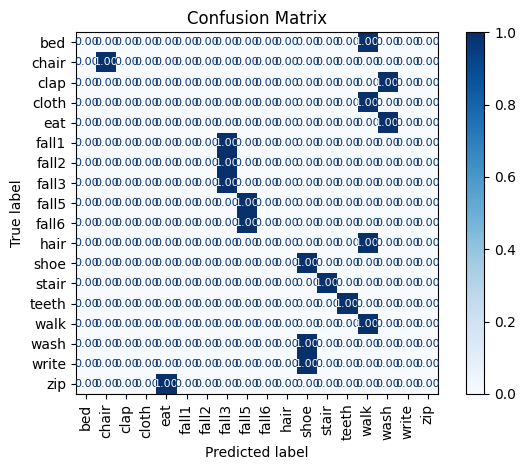 Confusion Matrix
True label
bed 0.00 0.00 0.00 0.00 0.00 0.00 0.00 0.00 0.00 0.00 0.00 0.00 0.00 0.00 1.00 0.00 0.00 0.00
chair 0.00 1.00 0.00 0.00 0.00 0.00 0.00 0.00 0.00 0.00 0.00 0.00 0.00 0.00 0.00 0.00 0.00 0.00
clap 0.00 0.00 0.00 0.00 0.00 0.00 0.00 0.00 0.00 0.00 0.00 0.00 0.00 0.00 0.00 1.00 0.00 0.00
cloth 0.00 0.00 0.00 0.00 0.00 0.00 0.00 0.00 0.00 0.00 0.00 0.00 0.00 0.00 1.00 0.00 0.00 0.00
eat 0.00 0.00 0.00 0.00 0.00 0.00 0.00 0.00 0.00 0.00 0.00 0.00 0.00 0.00 0.00 1.00 0.00 0.00
fall1 0.00 0.00 0.00 0.00 0.00 0.00 0.00 1.00 0.00 0.00 0.00 0.00 0.00 0.00 0.00 0.00 0.00 0.00
fall2 0.00 0.00 0.00 0.00 0.00 0.00 0.00 1.00 0.00 0.00 0.00 0.00 0.00 0.00 0.00 0.00 0.00 0.00
fall3 0.00 0.00 0.00 0.00 0.00 0.00 0.00 1.00 0.00 0.00 0.00 0.00 0.00 0.00 0.00 0.00 0.00 0.00
fall5 0.00 0.00 0.00 0.00 0.00 0.00 0.00 0.00 1.00 0.00 0.00 0.00 0.00 0.00 0.00 0.00 0.00 0.00
fall6 0.00 0.00 0.00 0.00 0.00 0.00 0.00 0.00 1.00 0.00 0.00 0.00 0.00 0.00 0.00 0.00 0.00 0.00
hair 0.00 0.00 0.00 0.00 0.00 0.00 0.00 0.00 0.00 0.00 0.00 0.00 0.00 0.00 1.00 0.00 0.00 0.00
shoe 0.00 0.00 0.00 0.00 0.00 0.00 0.00 0.00 0.00 0.00 0.00 1.00 0.00 0.00 0.00 0.00 0.00 0.00
stair 0.00 0.00 0.00 0.00 0.00 0.00 0.00 0.00 0.00 0.00 0.00 0.00 1.00 0.00 0.00 0.00 0.00 0.00
teeth 0.00 0.00 0.00 0.00 0.00 0.00 0.00 0.00 0.00 0.00 0.00 0.00 0.00 1.00 0.00 0.00 0.00 0.00
walk 0.00 0.00 0.00 0.00 0.00 0.00 0.00 0.00 0.00 0.00 0.00 0.00 0.00 0.00 1.00 0.00 0.00 0.00
wash 0.00 0.00 0.00 0.00 0.00 0.00 0.00 0.00 0.00 0.00 0.00 1.00 0.00 0.00 0.00 0.00 0.00 0.00
write 0.00 0.00 0.00 0.00 0.00 0.00 0.00 0.00 0.00 0.00 0.00 1.00 0.00 0.00 0.00 0.00 0.00 0.00
zip 0.00 0.00 0.00 0.00 1.00 0.00 0.00 0.00 0.00 0.00 0.00 0.00 0.00 0.00 0.00 0.00 0.00 0.00
bed chair clap cloth eat fall1 fall2 fall3 fall5 fall6 hair shoe stair teeth walk wash write zip
Predicted label
1.0
0.8
0.6
0.4
0.2
0.0